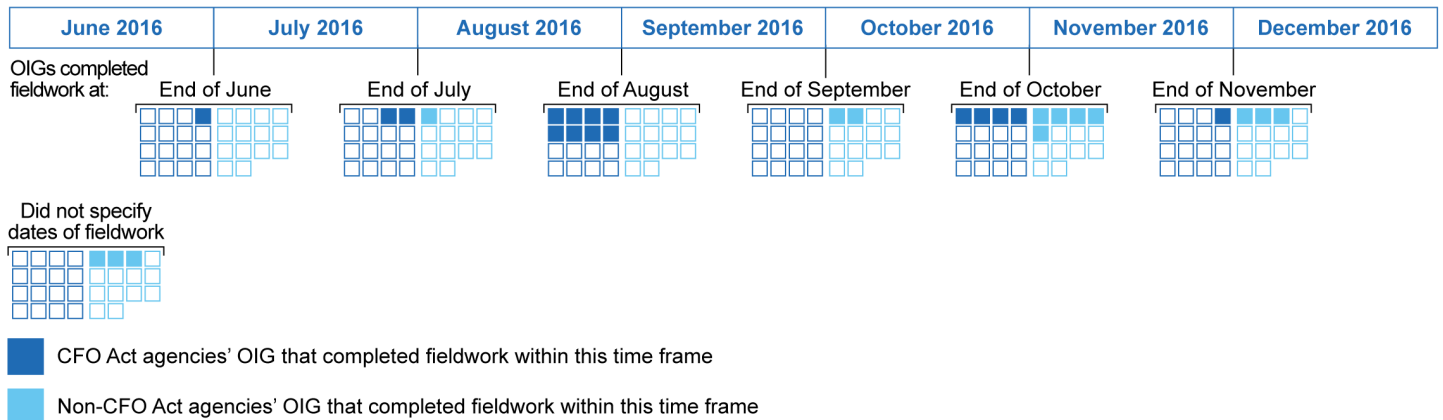 June 2016
July 2016
August 2016
September 2016
October 2016
November 2016
December 2016
OIGs completed
fieldwork at:
End of June
End of July
End of August
End of September
End of October
End of November
Did not specify
dates of fieldwork
CFO Act agencies’ OIG that completed fieldwork within this time frame
Non-CFO Act agencies’ OIG that completed fieldwork within this time frame